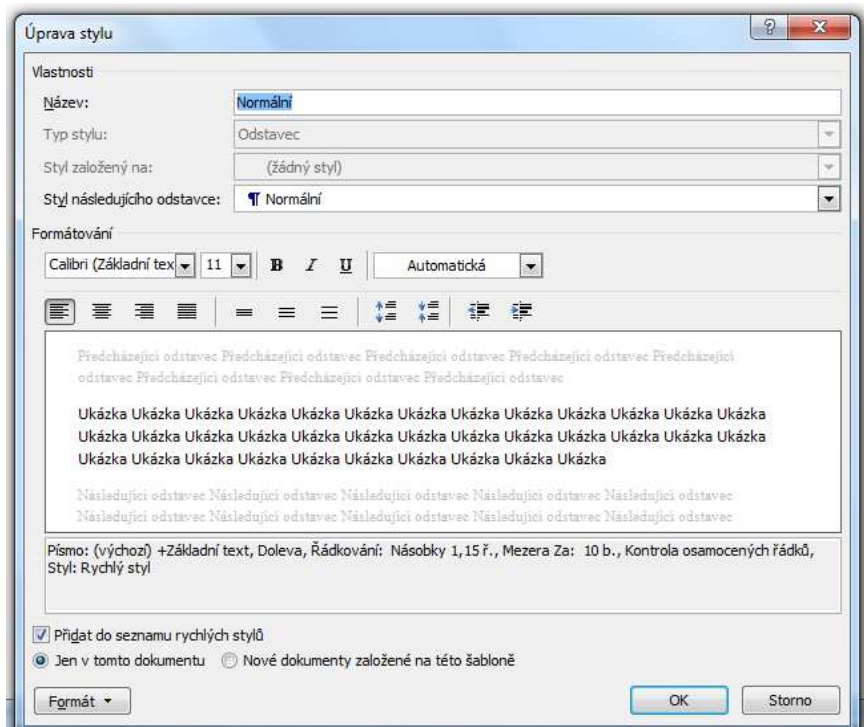 Úprava stylu
Vlastnosti
Název: Normální
Typ stylu: Odstavec
Styl založený na: (žádný styl)
Styl následujícího odstavce: ¶ Normální
Formátování
Calibri (Základní tex 11 B I U Automatická
Předcházející odstavec Předcházející odstavec Předcházející odstavec Předcházející odstavec Předcházející
odstavec Předcházející odstavec Předcházející odstavec Předcházející odstavec
Ukázka Ukázka Ukázka Ukázka Ukázka Ukázka Ukázka Ukázka Ukázka Ukázka Ukázka Ukázka Ukázka
Ukázka Ukázka Ukázka Ukázka Ukázka Ukázka Ukázka Ukázka Ukázka Ukázka Ukázka Ukázka Ukázka
Ukázka Ukázka Ukázka Ukázka Ukázka Ukázka Ukázka Ukázka Ukázka Ukázka
Následující odstavec Následující odstavec Následující odstavec Následující odstavec Následující odstavec
Následující odstavec Následující odstavec Následující odstavec Následující odstavec Následující odstavec
Písmo: (výchozí) +Základní text, Doleva, Řádkování: Násobky 1,15 ř., Mezera Za: 10 b., Kontrola osamocených řádků,
Styl: Rychlý styl
Přidat do seznamu rychlých stylů
Jen v tomto dokumentu Nové dokumenty založené na této šabloně
Formát OK Storno